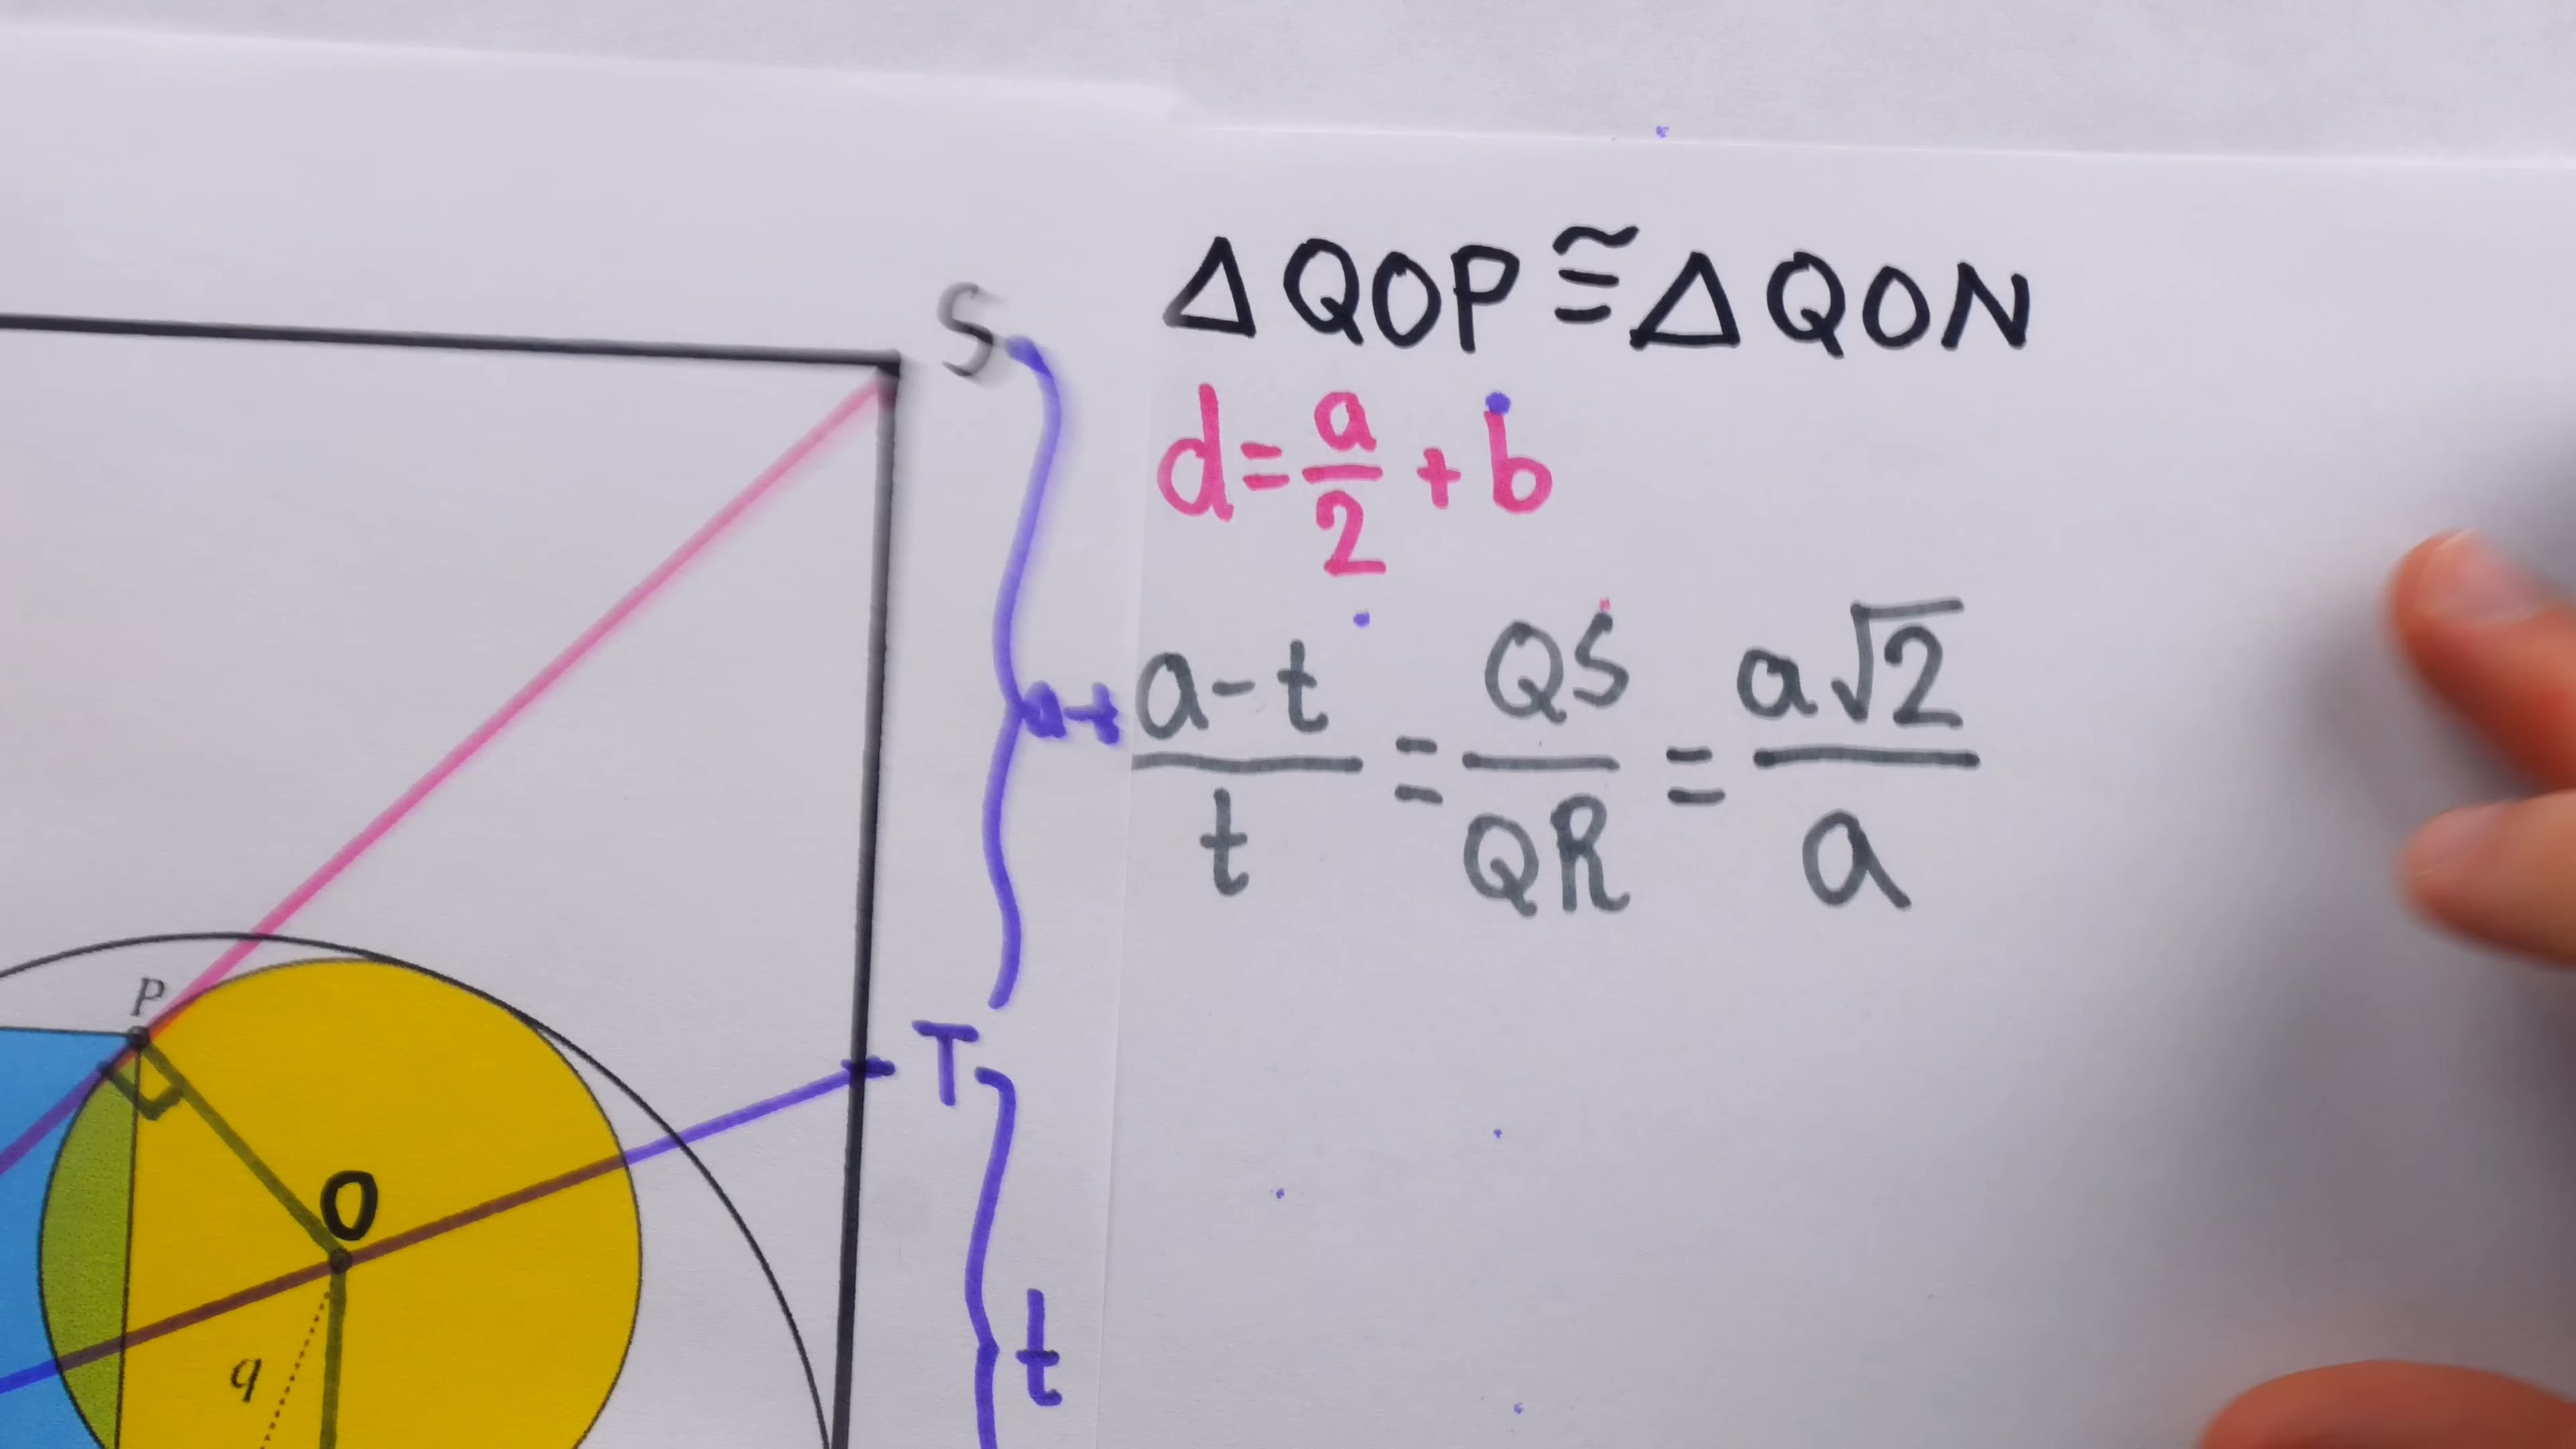 S
ΔQOP ≅ ΔQON
d = a/2 + b
a-t
(a-t)/t = QS/QR = a√2/a
P
T
O
q
t